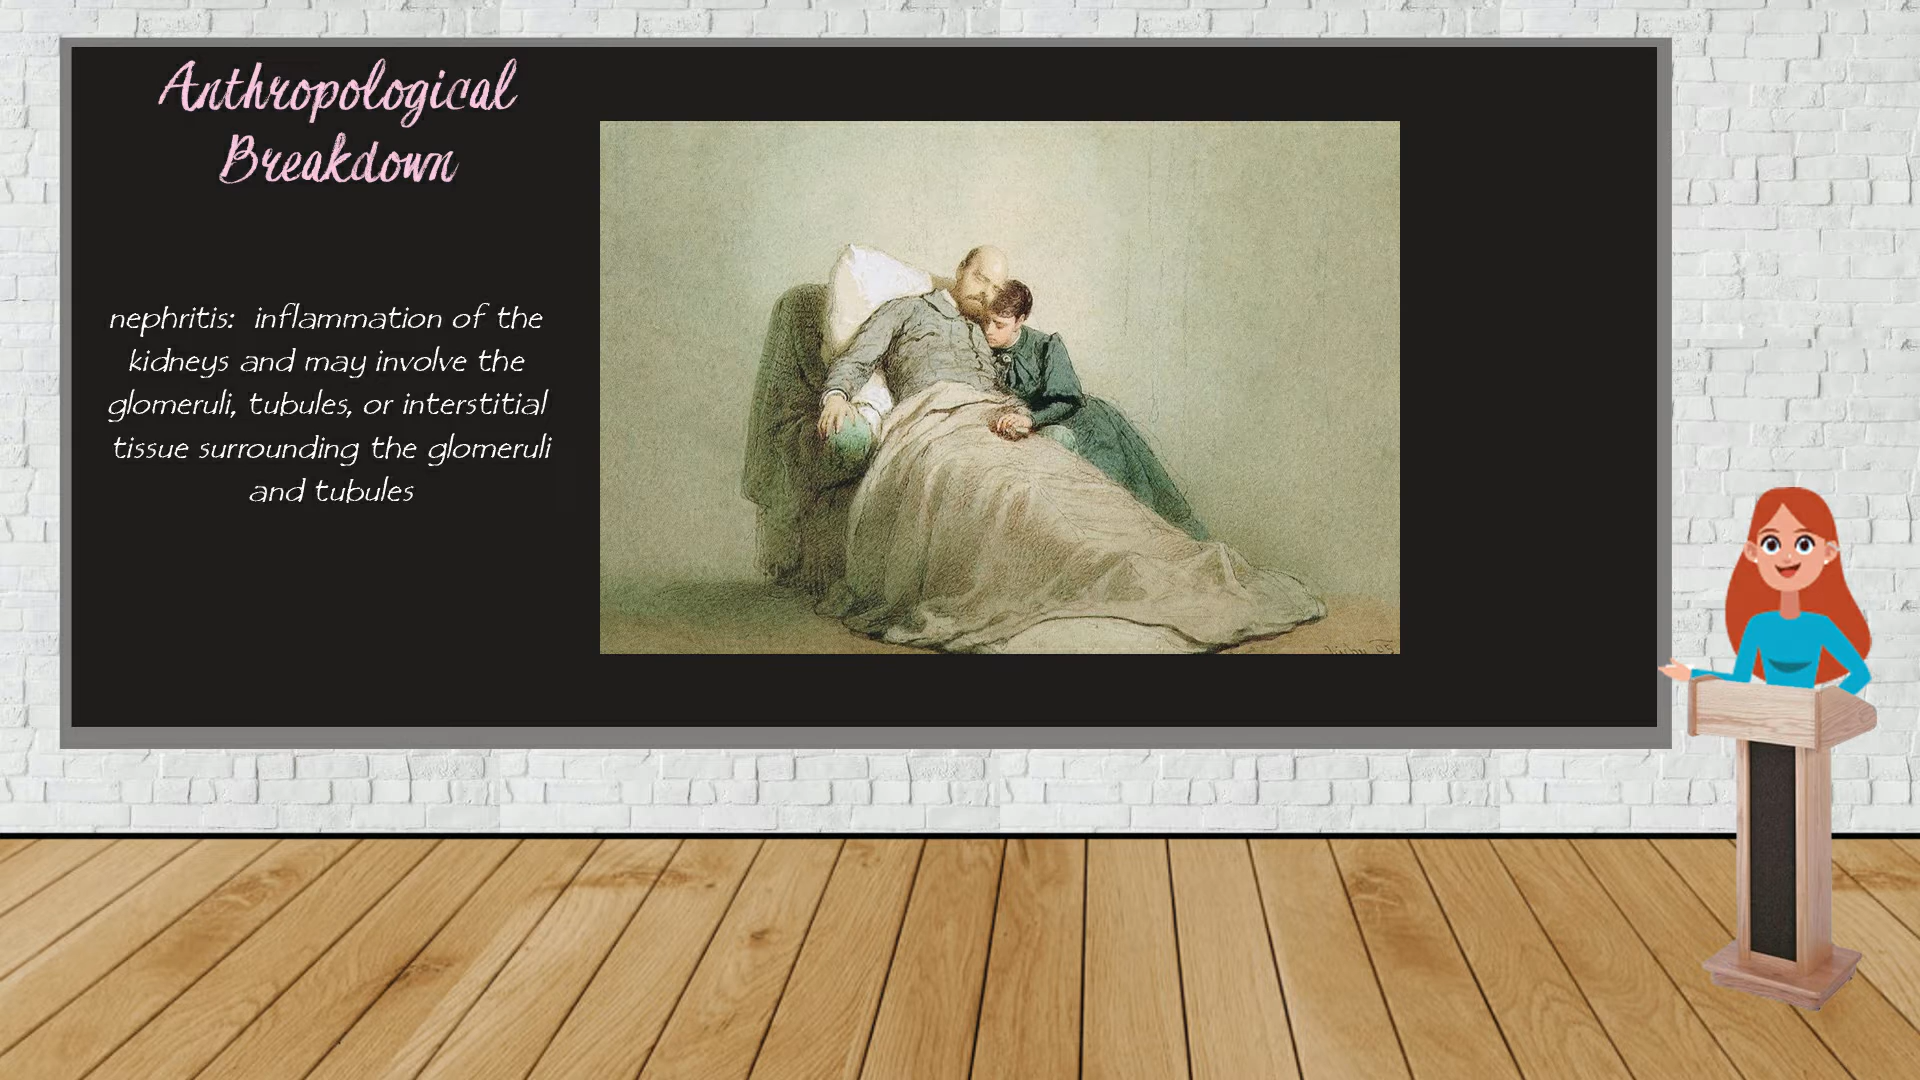 Anthropological
Breakdown
nephritis: inflammation of the
kidneys and may involve the
glomeruli, tubules, or interstitial
tissue surrounding the glomeruli
and tubules